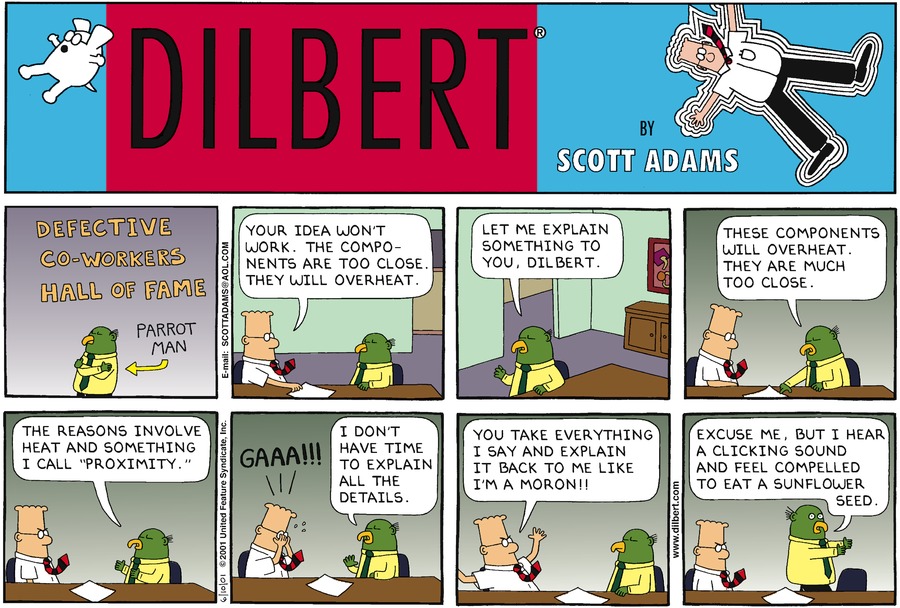 DILBERT®
BY
SCOTT ADAMS
DEFECTIVE
CO-WORKERS
HALL OF FAME
PARROT
MAN
E-mail: SCOTTADAMS@AOL.COM
YOUR IDEA WON'T
WORK. THE COMPO-
NENTS ARE TOO CLOSE.
THEY WILL OVERHEAT.
LET ME EXPLAIN
SOMETHING TO
YOU, DILBERT.
THESE COMPONENTS
WILL OVERHEAT.
THEY ARE MUCH
TOO CLOSE.
THE REASONS INVOLVE
HEAT AND SOMETHING
I CALL "PROXIMITY."
6/10/01 © 2001 United Feature Syndicate, Inc.
GAAA!!!
I DON'T
HAVE TIME
TO EXPLAIN
ALL THE
DETAILS.
YOU TAKE EVERYTHING
I SAY AND EXPLAIN
IT BACK TO ME LIKE
I'M A MORON!!
www.dilbert.com
EXCUSE ME, BUT I HEAR
A CLICKING SOUND
AND FEEL COMPELLED
TO EAT A SUNFLOWER
SEED.